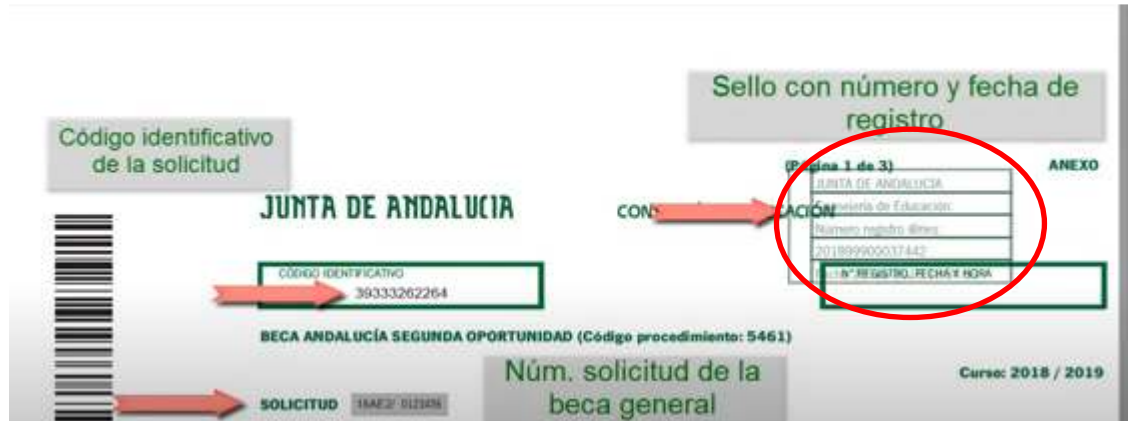 Sello con número y fecha de
registro
Código identificativo
de la solicitud
(Página 1 de 3)
ANEXO
JUNTA DE ANDALUCIA
JUNTA DE ANDALUCIA
de Educación
Número registro
201899900037442
CÓDIGO IDENTIFICATIVO
39333262264
Nº REGISTRO, FECHA Y HORA
BECA ANDALUCÍA SEGUNDA OPORTUNIDAD (Código procedimiento: 5461)
Núm. solicitud de la
beca general
Curso: 2018 / 2019
SOLICITUD